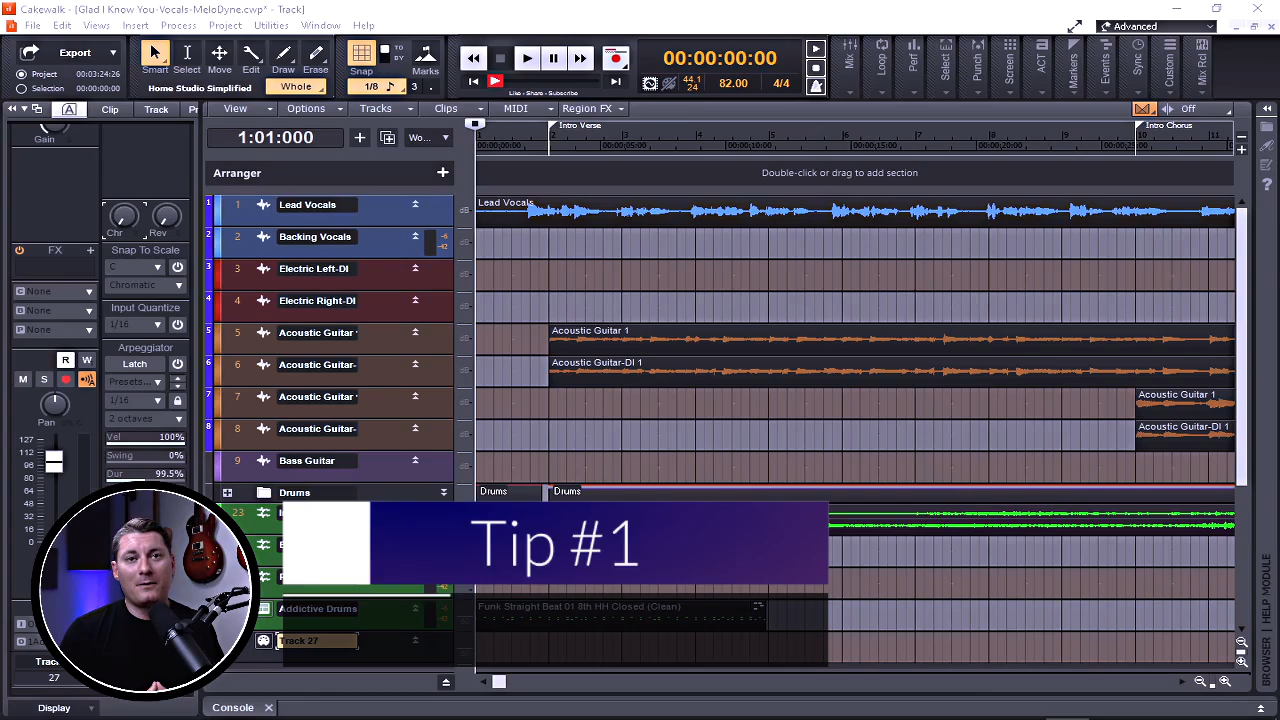 Cakewalk - [Glad I Know You-Vocals-MeloDyne.cwp* - Track]
File Edit Views Insert Process Project Utilities Window Help
Advanced
Export
Project 00:03:24:26
Selection 00:00:00:00
Smart Select Move Edit Draw Erase
Home Studio Simplified
Whole
Snap
TO
BY
Marks
1/8 3
Like - Share - Subscribe
00:00:00:00
44.1
24
82.00
4/4
Mix Loop Perf Select Punch Screen ACT Markers Events Sync Custom Mix Rcl
A Clip Track
View Options Tracks Clips MIDI Region FX
Off
1:01:000
Wo...
Intro Verse
Intro Chorus
1 2 3 4 5 6 7 8 9 10 11
00:00:00:00 00:00:05:00 00:00:10:00 00:00:15:00 00:00:20:00
Arranger
Double-click or drag to add section
Gain
Chr Rev
FX
Snap To Scale
C
Chromatic
Input Quantize
1/16
Arpeggiator
Latch
Presets...
1/16
2 octaves
Vel 100%
Swing 0%
Dur 99.5%
C None
S None
P None
R W
M S
Pan
127
112
96
80
64
48
32
16
0
1 1 Lead Vocals
Lead Vocals
2 2 Backing Vocals
-6
-42
3 3 Electric Left-DI
4 4 Electric Right-DI
5 5 Acoustic Guitar
Acoustic Guitar 1
6 6 Acoustic Guitar-
Acoustic Guitar-DI 1
7 7 Acoustic Guitar
Acoustic Guitar 1
8 8 Acoustic Guitar-
Acoustic Guitar-DI 1
9 Bass Guitar
Drums
Drums Drums
23
Tip #1
Addictive Drums
Funk Straight Beat 01 8th HH Closed (Clean)
Track 27
27
Display
Console
BROWSER
HELP MODULE